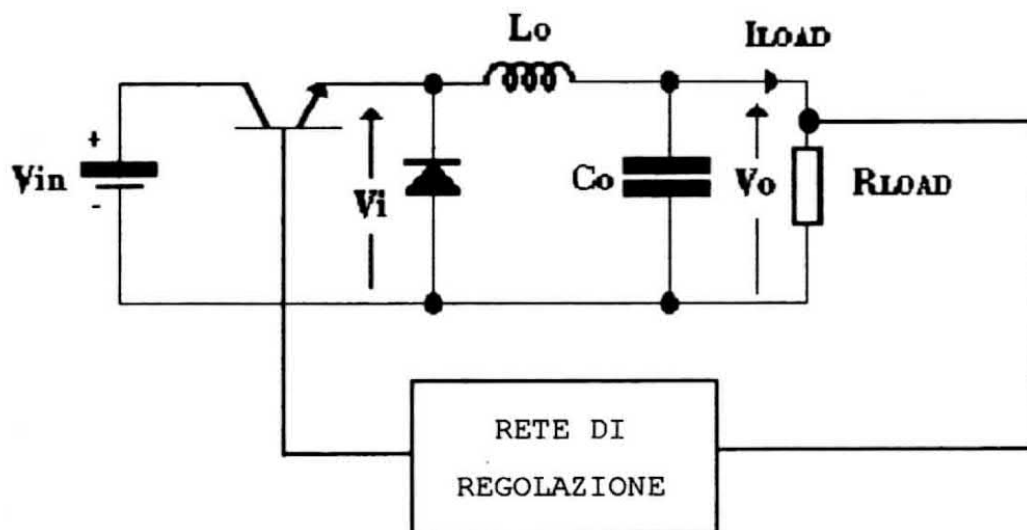 Lo
ILOAD
+
Vin
-
Vi
Co
Vo
RLOAD
RETE DI
REGOLAZIONE